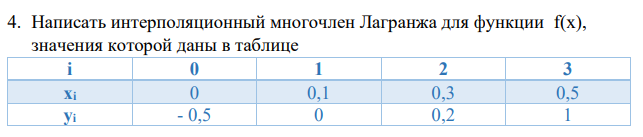 4. Написать интерполяционный многочлен Лагранжа для функции f(x),
значения которой даны в таблице
i 0 1 2 3
xi 0 0,1 0,3 0,5
yi - 0,5 0 0,2 1